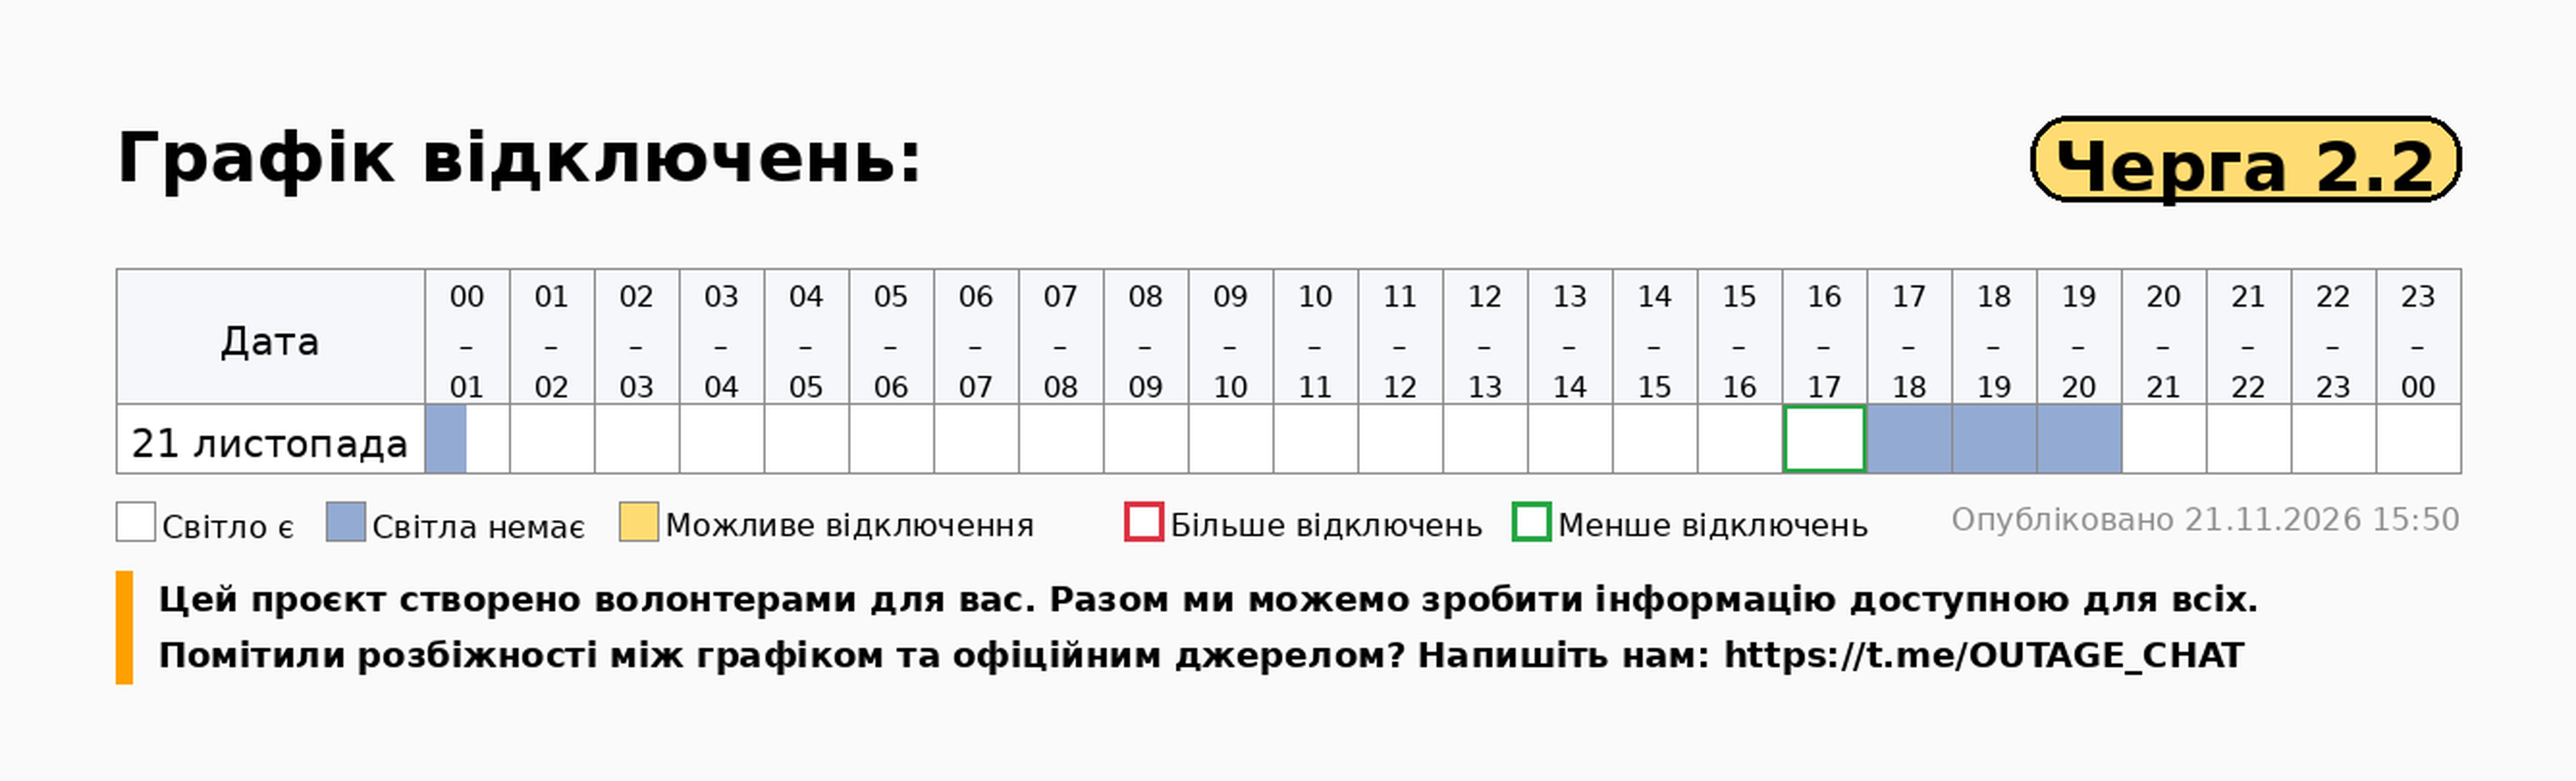 Графік відключень:
Черга 2.2
Дата 00 – 01 01 – 02 02 – 03 03 – 04 04 – 05 05 – 06 06 – 07 07 – 08 08 – 09 09 – 10 10 – 11 11 – 12 12 – 13 13 – 14 14 – 15 15 – 16 16 – 17 17 – 18 18 – 19 19 – 20 20 – 21 21 – 22 22 – 23 23 – 00
21 листопада
Світло є Світла немає Можливе відключення Більше відключень Менше відключень Опубліковано 21.11.2026 15:50
Цей проєкт створено волонтерами для вас. Разом ми можемо зробити інформацію доступною для всіх.
Помітили розбіжності між графіком та офіційним джерелом? Напишіть нам: https://t.me/OUTAGE_CHAT